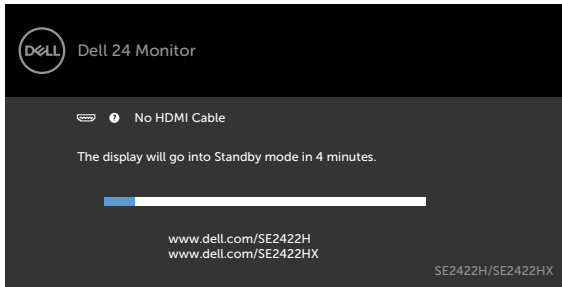 DELL
Dell 24 Monitor
? No HDMI Cable
The display will go into Standby mode in 4 minutes.
www.dell.com/SE2422H
www.dell.com/SE2422HX
SE2422H/SE2422HX